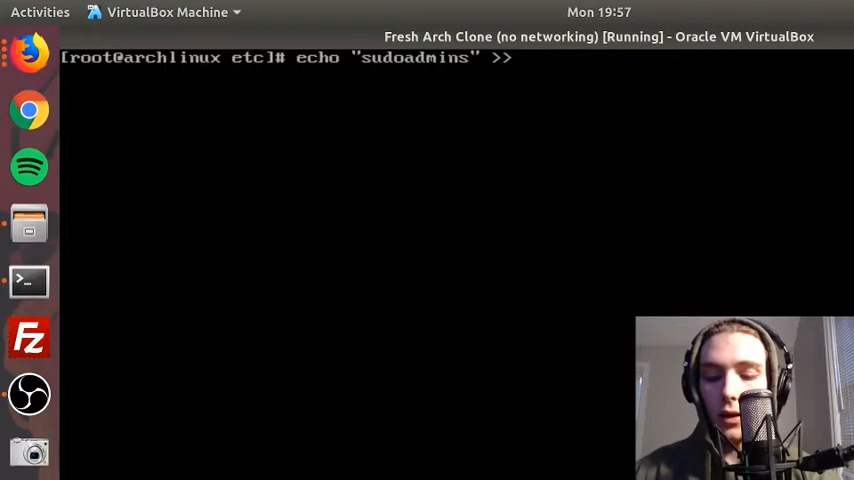 Activities VirtualBox Machine Mon 19:57
Fresh Arch Clone (no networking) [Running] - Oracle VM VirtualBox
[root@archlinux etc]# echo "sudoadmins" >>
>_
Fz